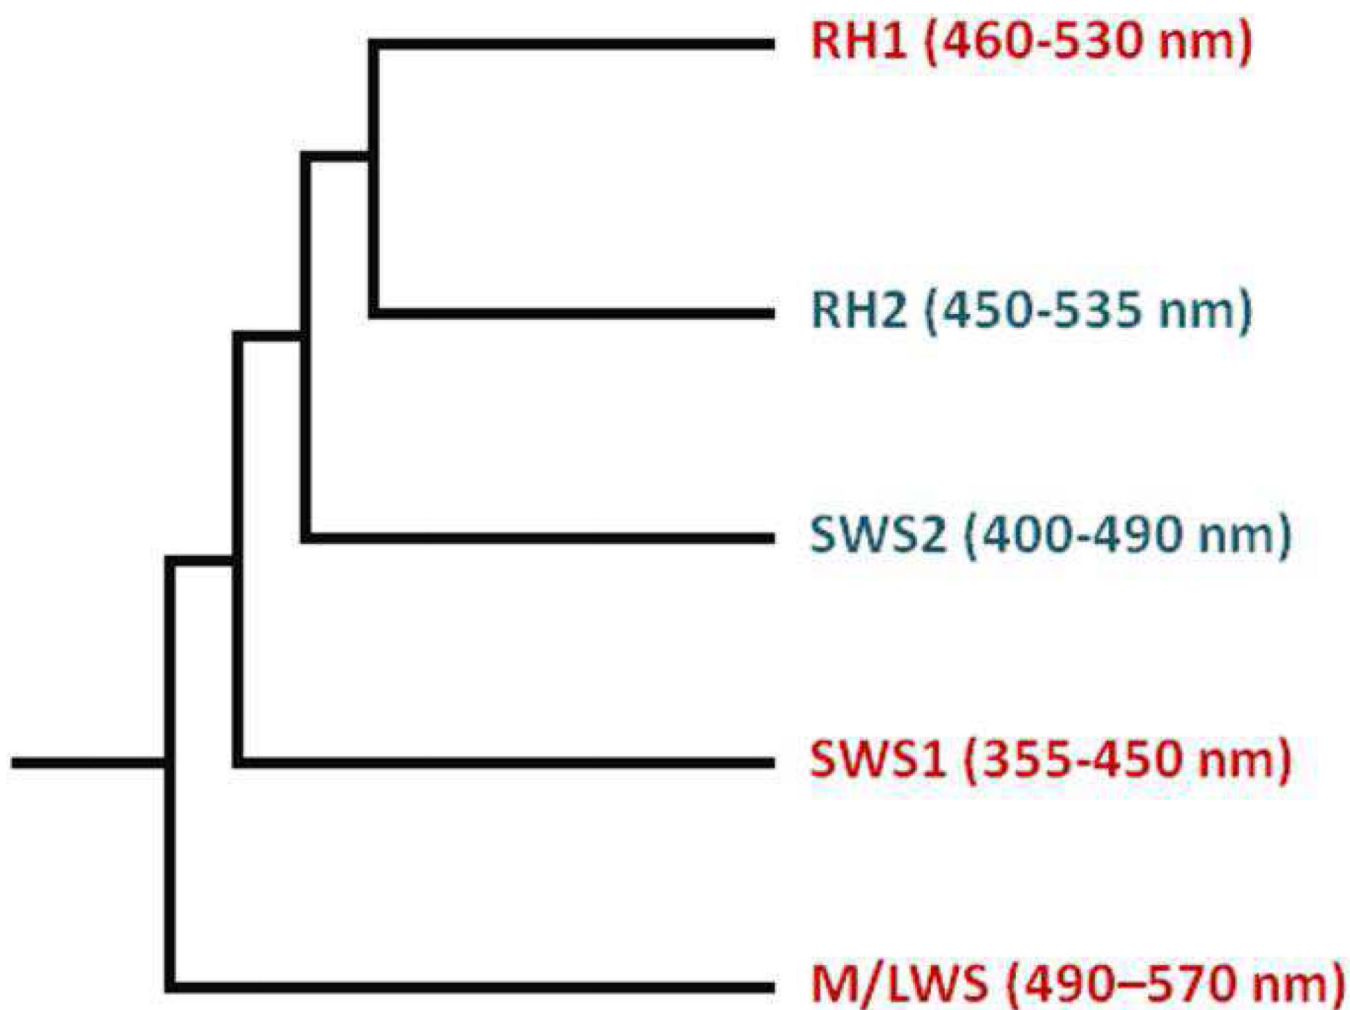 RH1 (460-530 nm)
RH2 (450-535 nm)
SWS2 (400-490 nm)
SWS1 (355-450 nm)
M/LWS (490–570 nm)